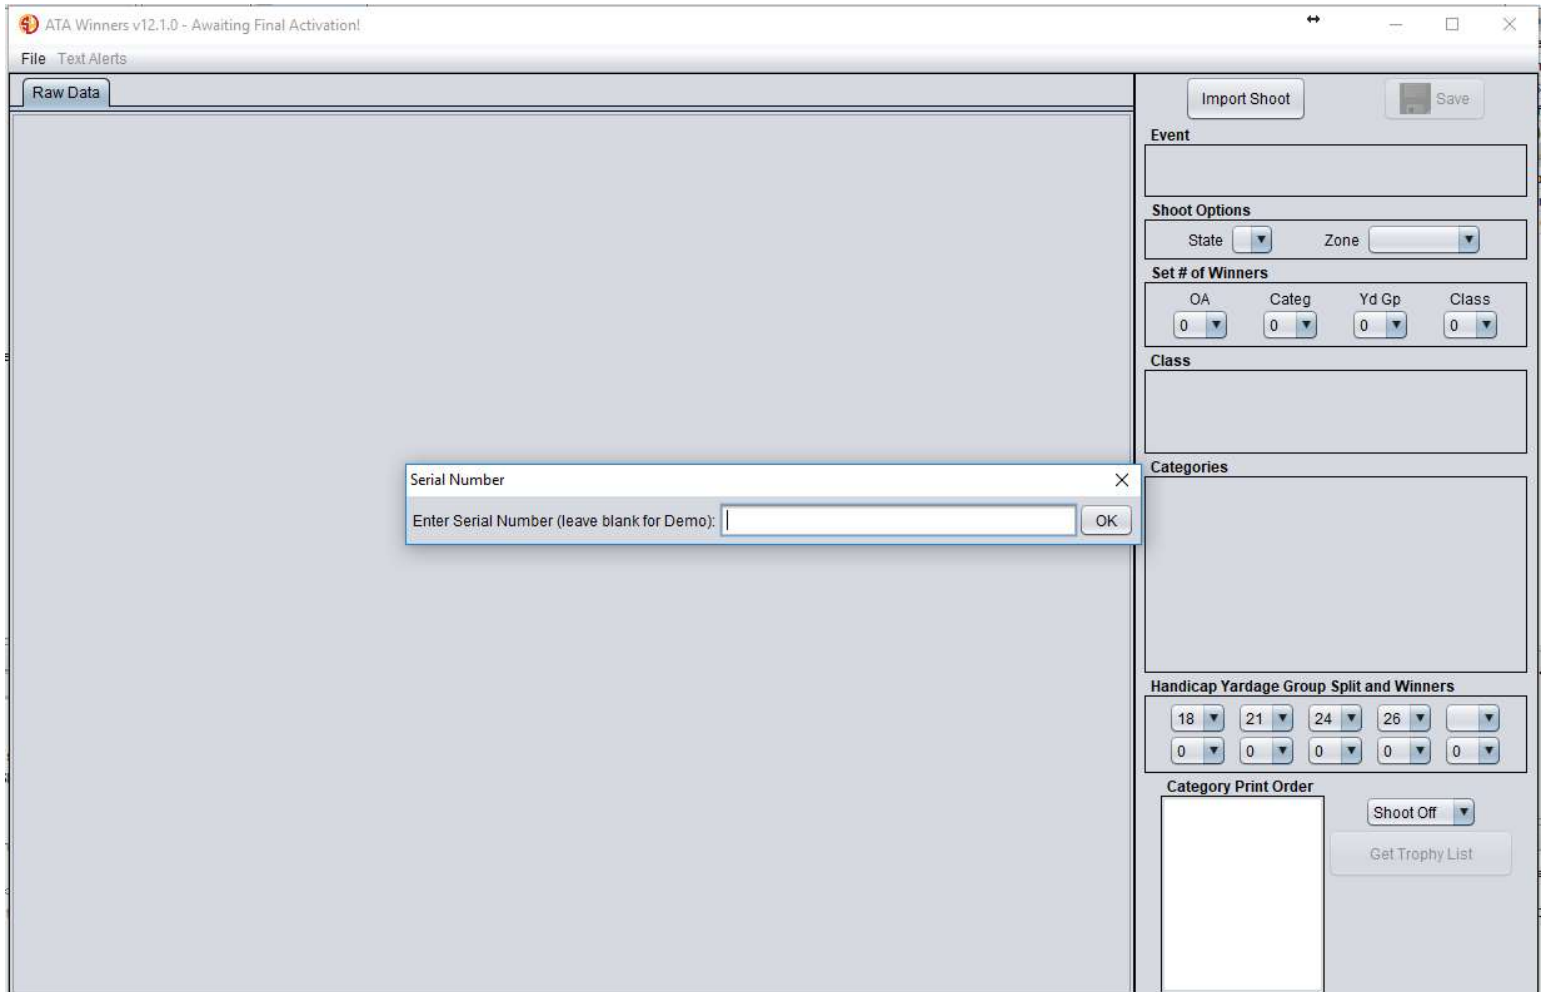 ATA Winners v12.1.0 - Awaiting Final Activation!
File Text Alerts
Raw Data
Import Shoot
Save
Event
Shoot Options
State
Zone
Set # of Winners
OA Categ Yd Gp Class
0 0 0 0
Class
Serial Number
Enter Serial Number (leave blank for Demo):
OK
Categories
Handicap Yardage Group Split and Winners
18 21 24 26
0 0 0 0 0
Category Print Order
Shoot Off
Get Trophy List